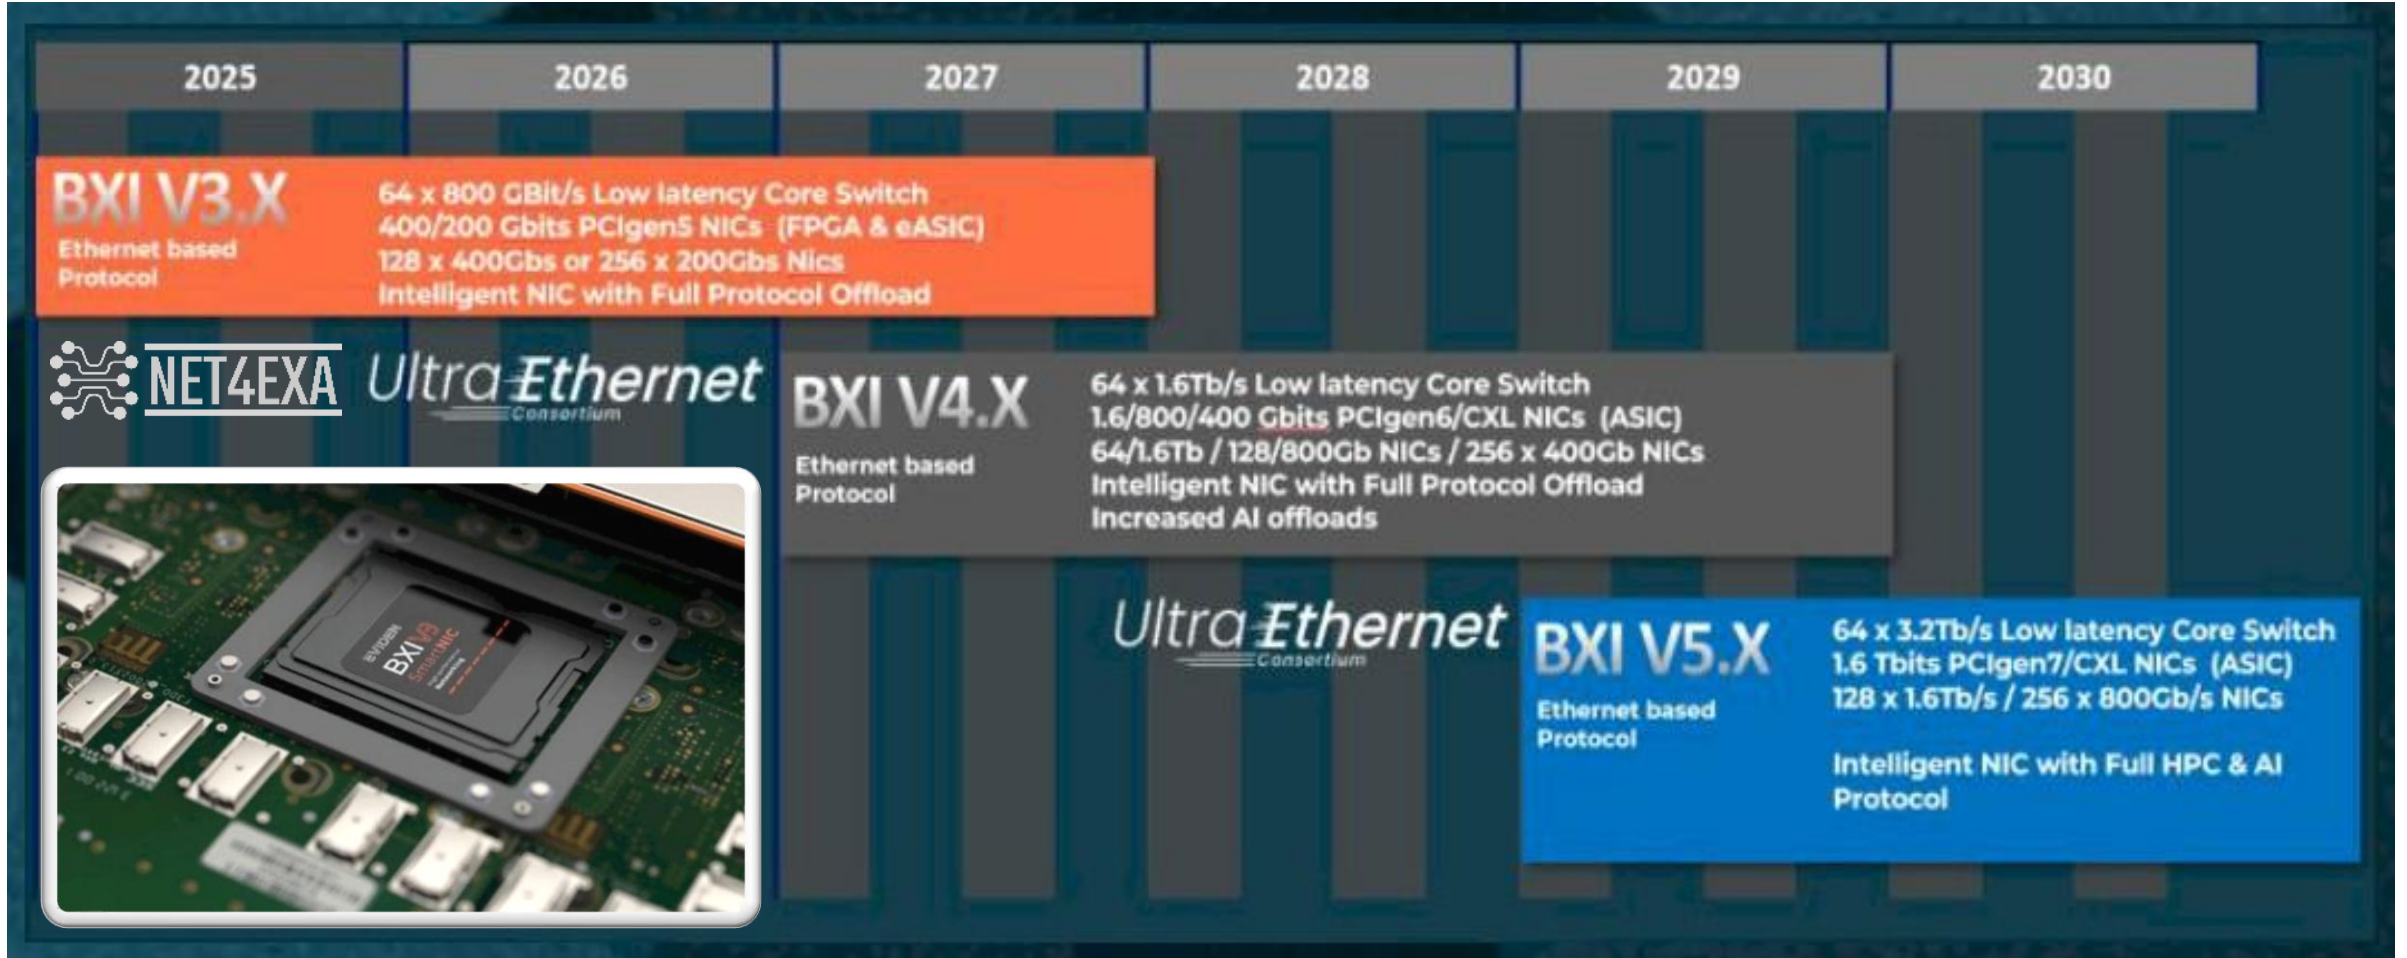 2025
2026
2027
2028
2029
2030
BXI V3.X
Ethernet based
Protocol
64 x 800 GBit/s Low latency Core Switch
400/200 Gbits PCIgen5 NICs (FPGA & eASIC)
128 x 400Gbs or 256 x 200Gbs Nics
Intelligent NIC with Full Protocol Offload
NET4EXA
Ultra Ethernet
Consortium
BXI V4.X
Ethernet based
Protocol
64 x 1.6Tb/s Low latency Core Switch
1.6/800/400 Gbits PCIgen6/CXL NICs (ASIC)
64/1.6Tb / 128/800Gb NICs / 256 x 400Gb NICs
Intelligent NIC with Full Protocol Offload
Increased AI offloads
EVIDEN
BXI V3
SmartNIC
Ultra Ethernet
Consortium
BXI V5.X
Ethernet based
Protocol
64 x 3.2Tb/s Low latency Core Switch
1.6 Tbits PCIgen7/CXL NICs (ASIC)
128 x 1.6Tb/s / 256 x 800Gb/s NICs
Intelligent NIC with Full HPC & AI
Protocol